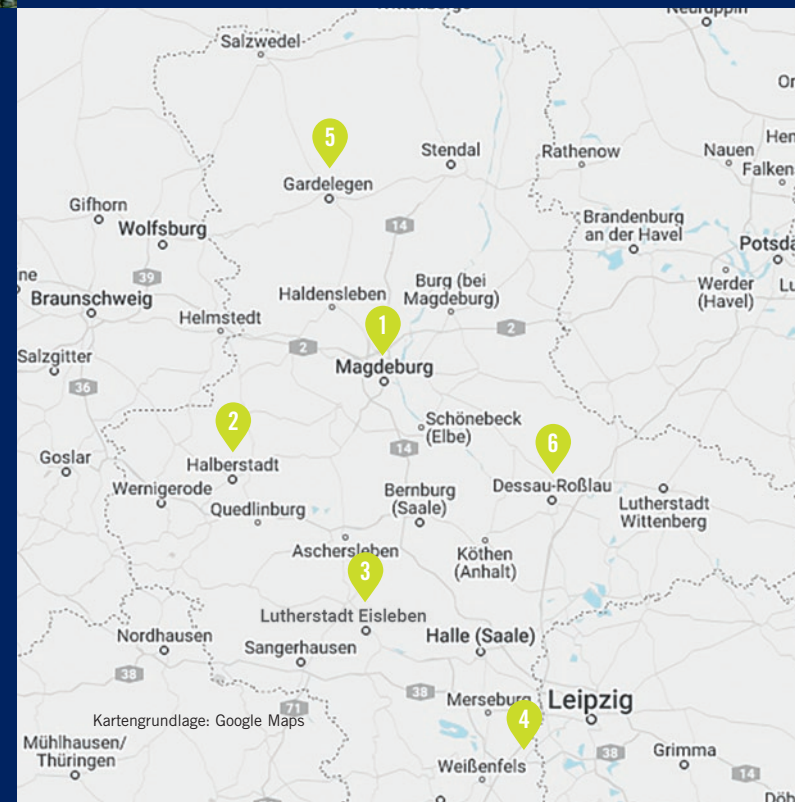 Neuruppin
Salzwedel
5
Stendal
Rathenow
Nauen
Gardelegen
Gifhorn
Wolfsburg
14
Brandenburg
an der Havel
39
Burg (bei
Magdeburg)
Haldensleben
Werder
(Havel)
Braunschweig
Helmstedt
1
2
2
Salzgitter
Magdeburg
36
2
Schönebeck
(Elbe)
14
6
Goslar
Halberstadt
Wernigerode
Bernburg
(Saale)
Dessau-Roßlau
Lutherstadt
Wittenberg
Quedlinburg
Aschersleben
Köthen
(Anhalt)
3
Lutherstadt Eisleben
Nordhausen
Halle (Saale)
Sangerhausen
38
38
71
Merseburg
Leipzig
4
Kartengrundlage: Google Maps
Mühlhausen/
Thüringen
38
Grimma
Weißenfels
14